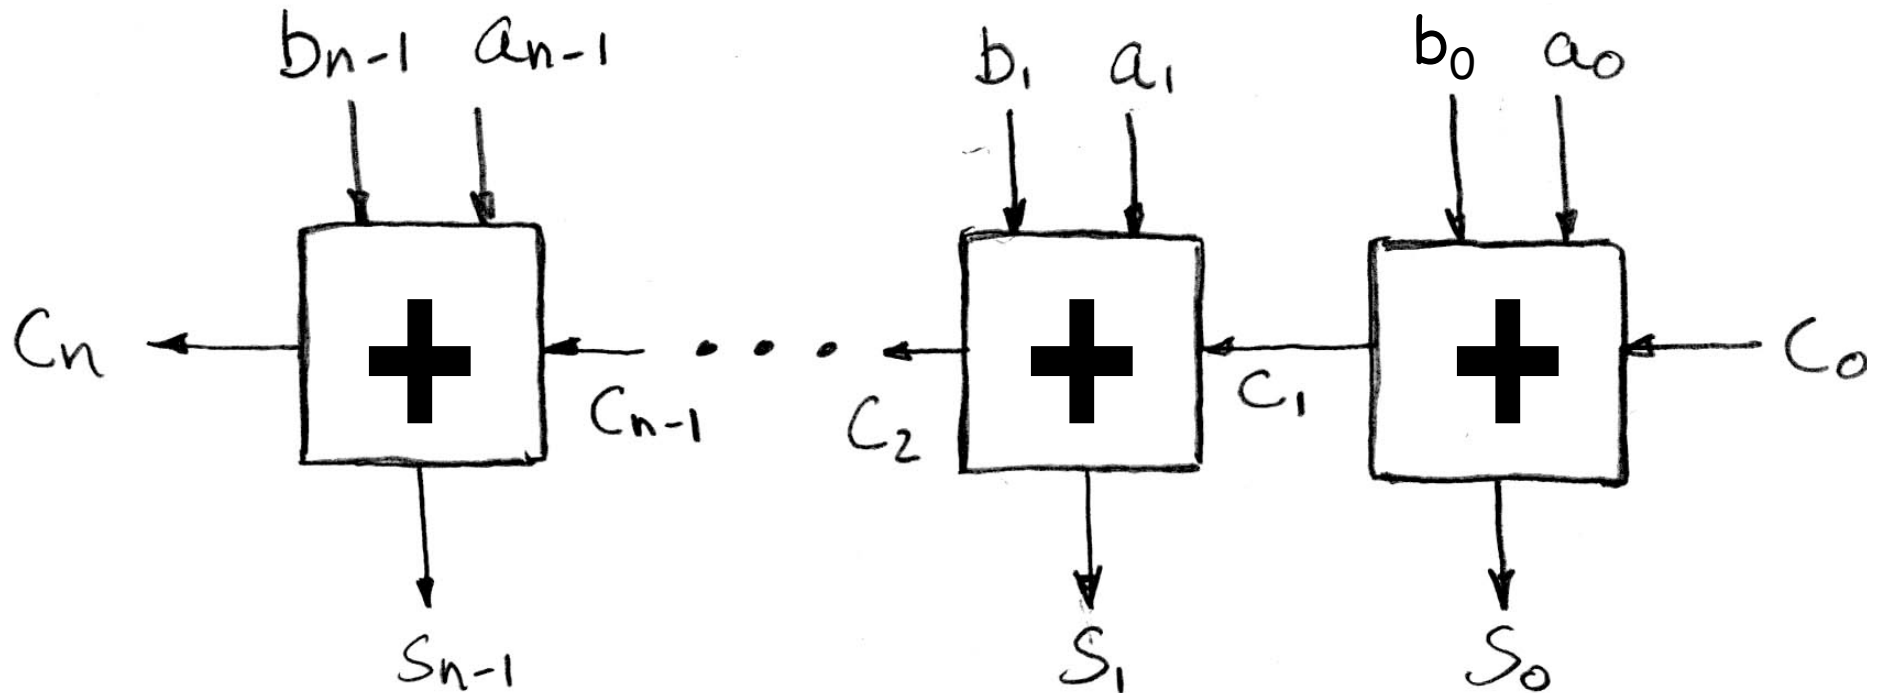 bn-1 an-1 b1 a1 b0 a0
Cn + Cn-1 • • • C2 + C1 + C0
Sn-1 S1 S0